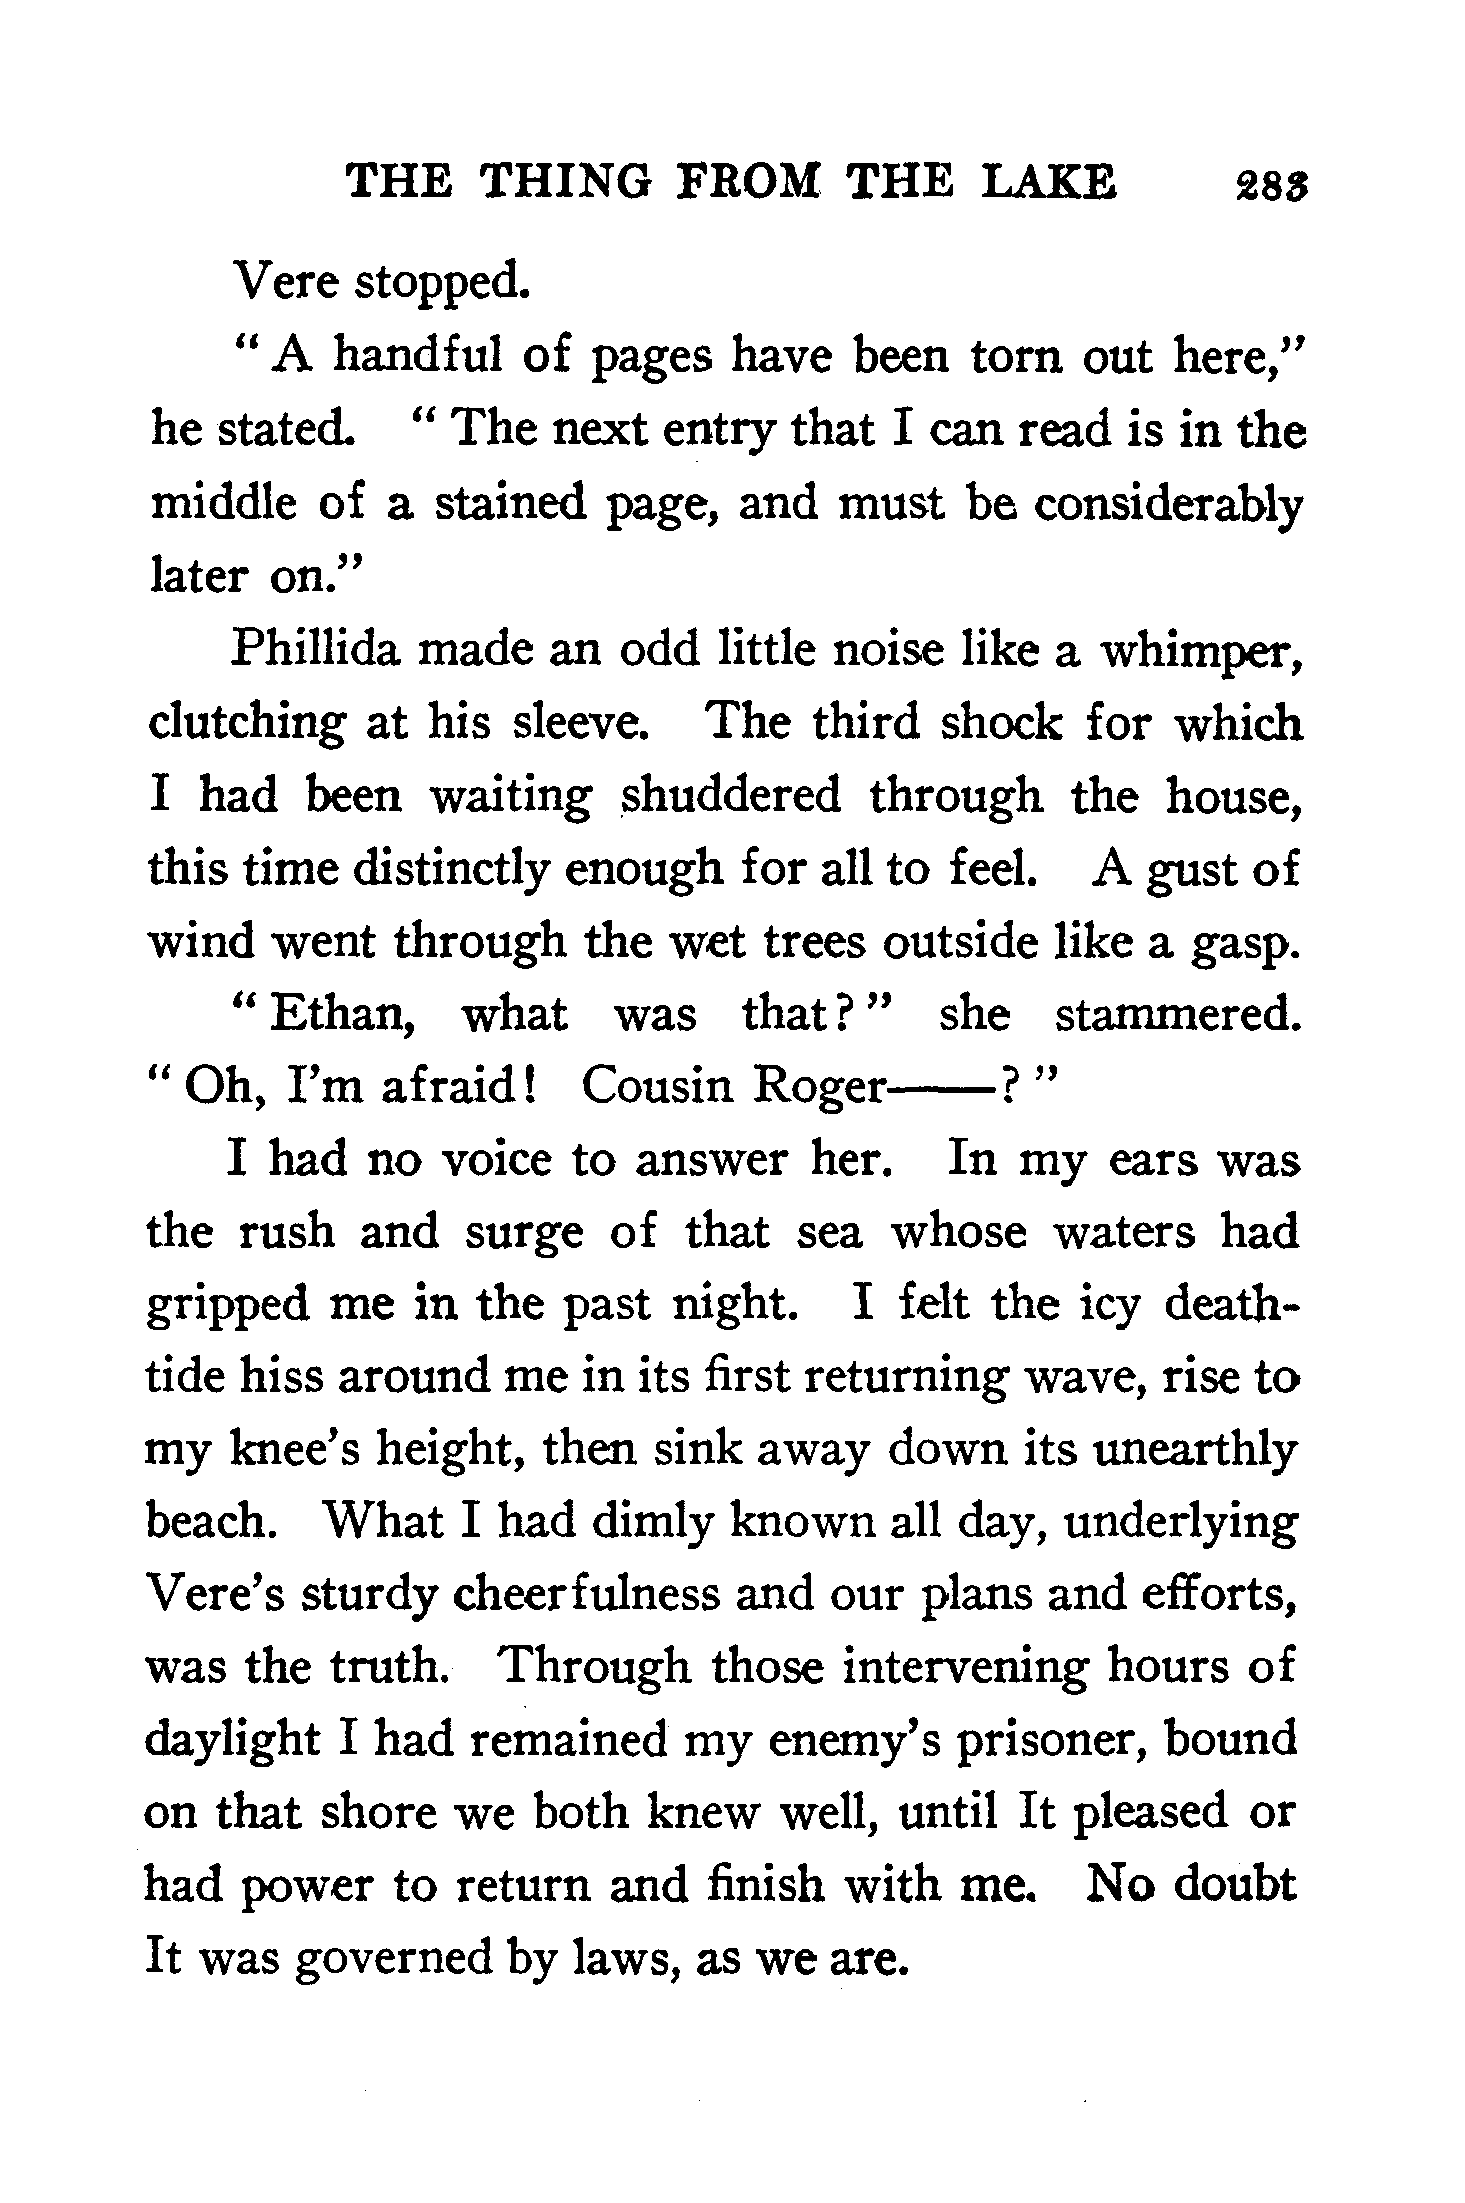 THE THING FROM THE LAKE 283
Vere stopped.
" A handful of pages have been torn out here,"
he stated. " The next entry that I can read is in the
middle of a stained page, and must be considerably
later on."
Phillida made an odd little noise like a whimper,
clutching at his sleeve. The third shock for which
I had been waiting shuddered through the house,
this time distinctly enough for all to feel. A gust of
wind went through the wet trees outside like a gasp.
" Ethan, what was that? " she stammered.
" Oh, I'm afraid! Cousin Roger——? "
I had no voice to answer her. In my ears was
the rush and surge of that sea whose waters had
gripped me in the past night. I felt the icy death-
tide hiss around me in its first returning wave, rise to
my knee's height, then sink away down its unearthly
beach. What I had dimly known all day, underlying
Vere's sturdy cheerfulness and our plans and efforts,
was the truth. Through those intervening hours of
daylight I had remained my enemy's prisoner, bound
on that shore we both knew well, until It pleased or
had power to return and finish with me. No doubt
It was governed by laws, as we are.